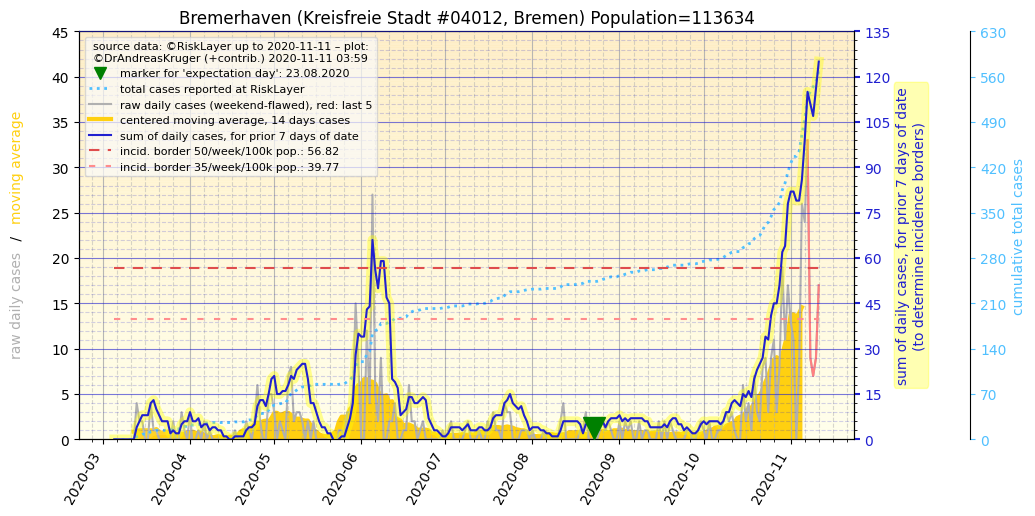 Bremerhaven (Kreisfreie Stadt #04012, Bremen) Population=113634
source data: ©RiskLayer up to 2020-11-11 – plot:
©DrAndreasKruger (+contrib.) 2020-11-11 03:59
marker for 'expectation day': 23.08.2020
total cases reported at RiskLayer
raw daily cases (weekend-flawed), red: last 5
centered moving average, 14 days cases
sum of daily cases, for prior 7 days of date
incid. border 50/week/100k pop.: 56.82
incid. border 35/week/100k pop.: 39.77
raw daily cases / moving average
45
40
35
30
25
20
15
10
5
0
2020-03
2020-04
2020-05
2020-06
2020-07
2020-08
2020-09
2020-10
2020-11
135
120
105
90
75
60
45
30
15
0
sum of daily cases, for prior 7 days of date
(to determine incidence borders)
630
560
490
420
350
280
210
140
70
0
cumulative total cases